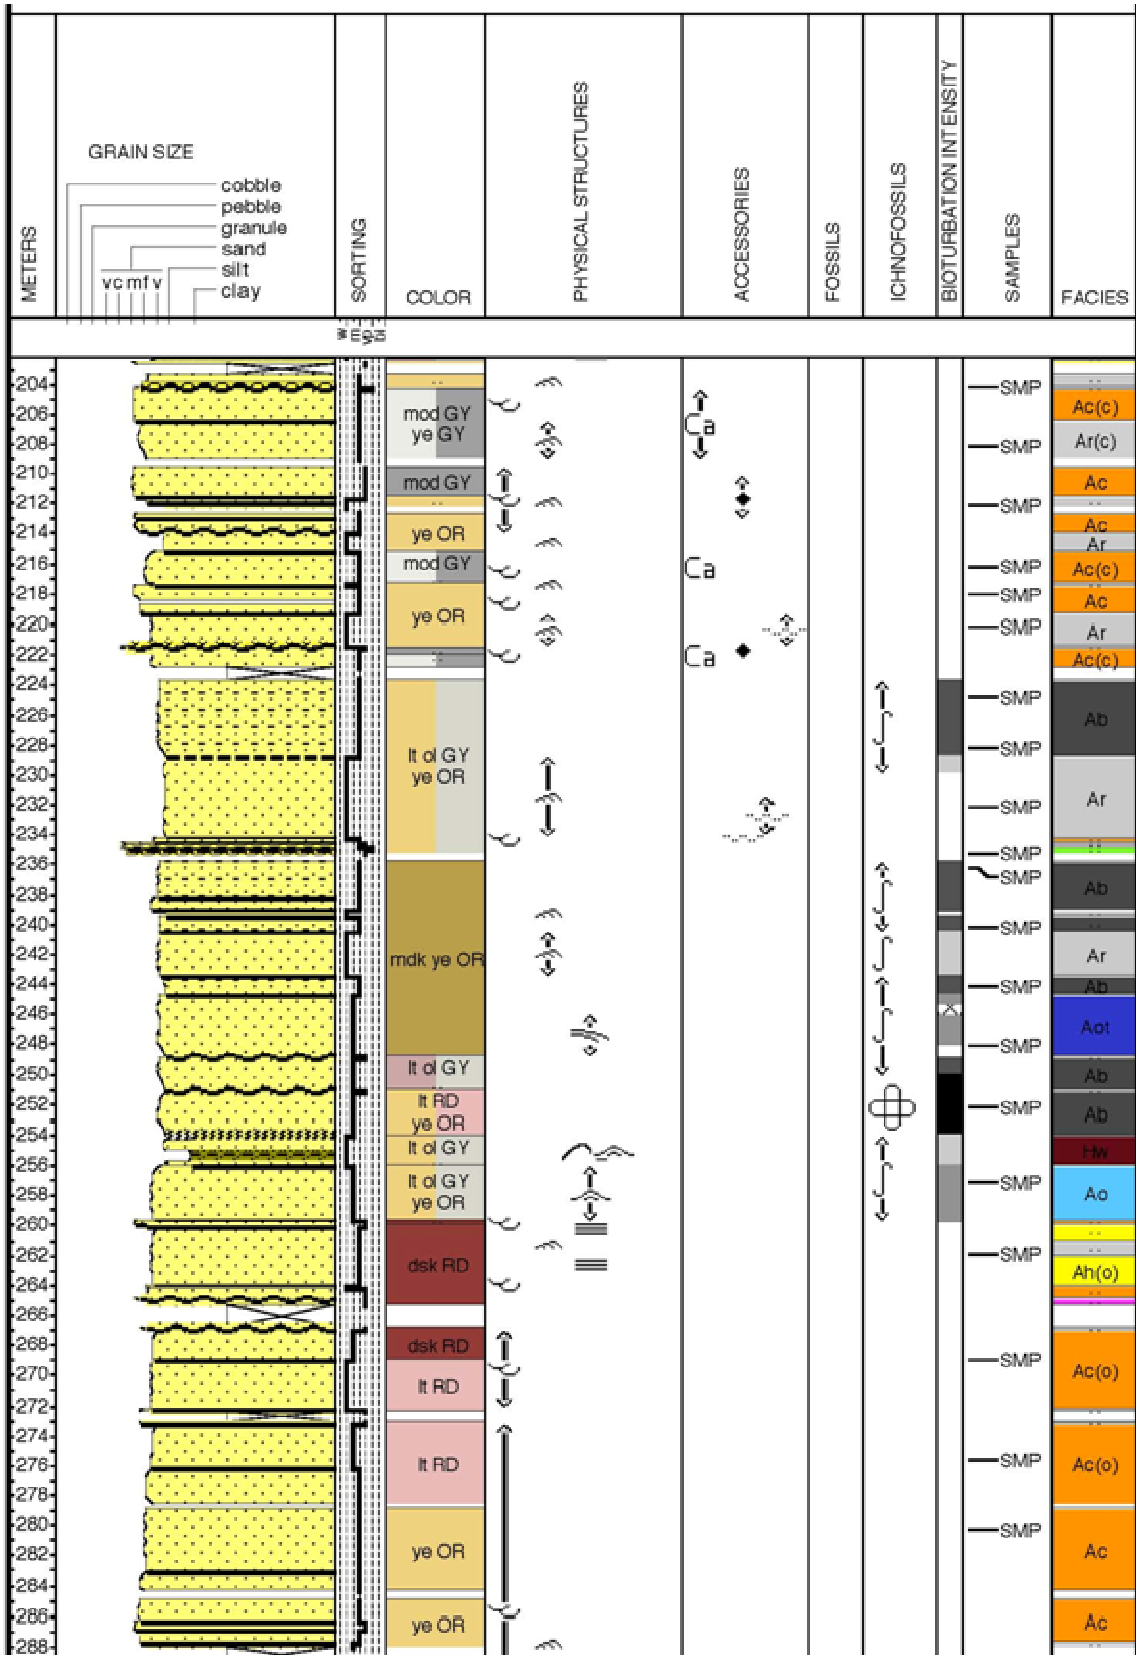 METERS
GRAIN SIZE
cobble
pebble
granule
sand
vc mf v
silt
clay
SORTING
COLOR
PHYSICAL STRUCTURES
ACCESSORIES
FOSSILS
ICHNOFOSSILS
BIOTURBATION INTENSITY
SAMPLES
FACIES
204 SMP
206 mod GY Ac(c)
ye GY Ca
208 SMP Ar(c)
210 mod GY Ac
212 SMP
214 ye OR Ac
Ar
216 mod GY Ca SMP Ac(c)
218 SMP Ac
220 ye OR SMP Ar
222 Ca Ac(c)
224 SMP
226 Ab
228 lt ol GY SMP
230 ye OR
232 SMP Ar
234
236 SMP
SMP
238 Ab
240 SMP
242 mdk ye OR Ar
244 SMP Ab
246 Aot
248 SMP
250 lt ol GY Ab
252 lt RD SMP Ab
ye OR
254 lt ol GY Hw
256 lt ol GY SMP Ao
258 ye OR
260
262 dsk RD SMP Ah(o)
264
266
268 dsk RD SMP
270 lt RD Ac(o)
272
274
276 lt RD SMP Ac(o)
278
280 SMP
282 ye OR Ac
284
286 ye OR Ac
288